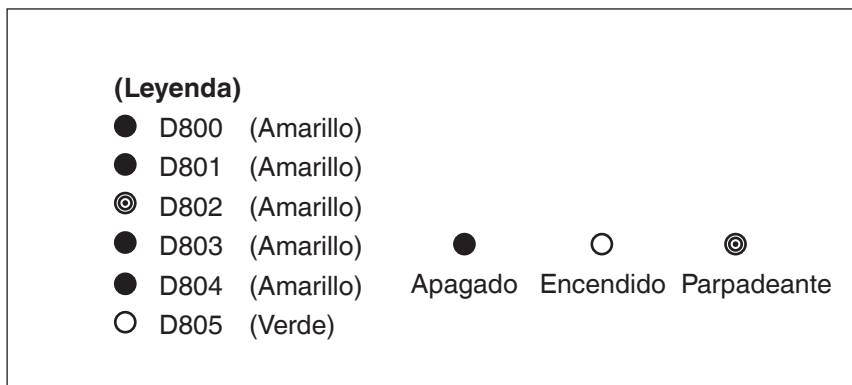 (Leyenda)
D800 (Amarillo)
D801 (Amarillo)
D802 (Amarillo)
D803 (Amarillo)
D804 (Amarillo)
D805 (Verde)
Apagado Encendido Parpadeante